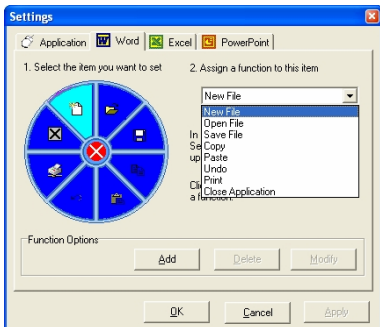 Settings
Application Word Excel PowerPoint
1. Select the item you want to set
2. Assign a function to this item
New File
New File
Open File
In Save File
Se Copy
up Paste
Undo
Cli Print
Close Application
a function.
Function Options
Add Delete Modify
OK Cancel Apply